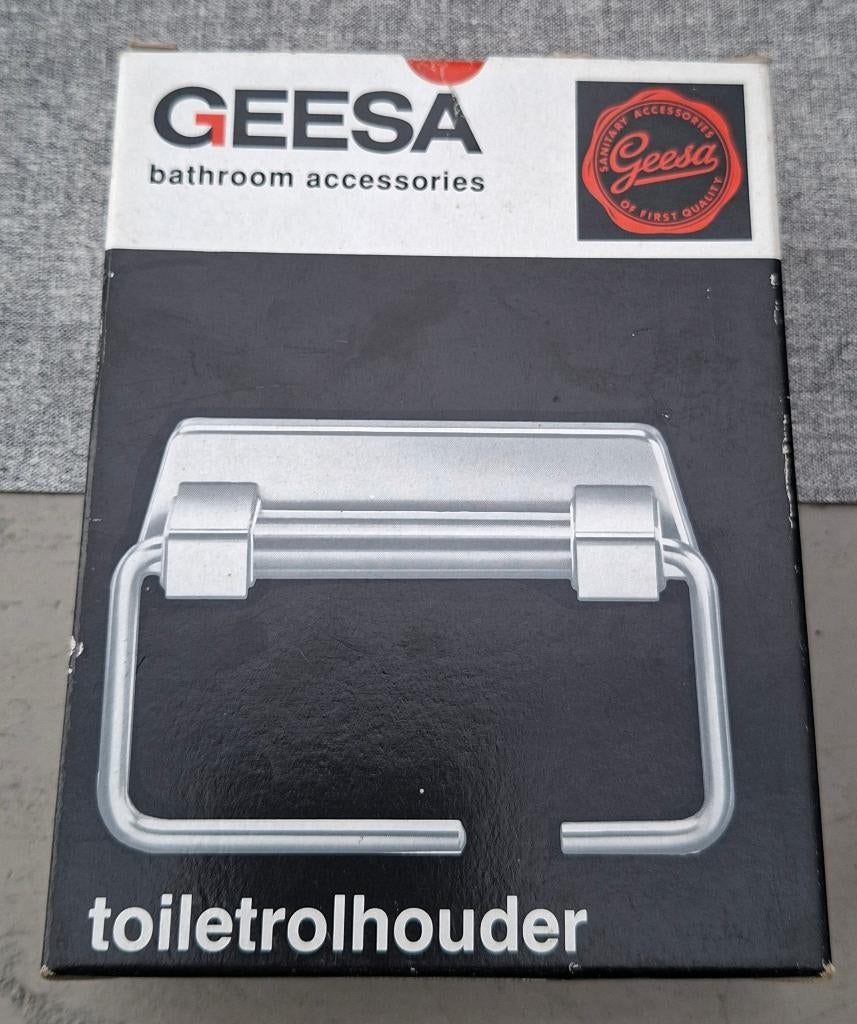 GEESA
bathroom accessories
SANITARY ACCESSORIES
Geesa
OF FIRST QUALITY
toiletrolhouder